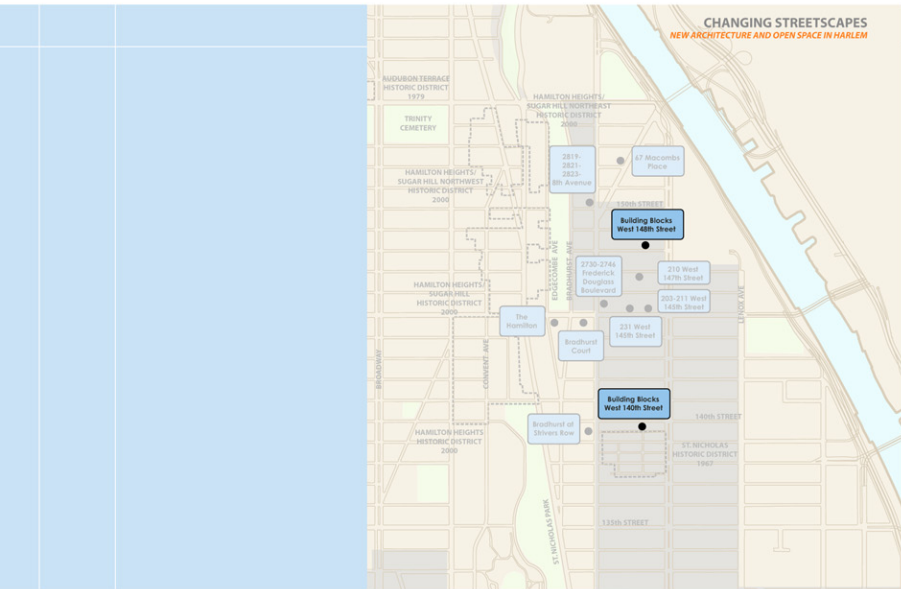 CHANGING STREETSCAPES
NEW ARCHITECTURE AND OPEN SPACE IN HARLEM
AUDUBON TERRACE
HISTORIC DISTRICT
1979
HAMILTON HEIGHTS/
SUGAR HILL NORTHEAST
HISTORIC DISTRICT
2000
TRINITY
CEMETERY
2819-
2821-
2823-
8th Avenue
67 Macombs
Place
HAMILTON HEIGHTS/
SUGAR HILL NORTHWEST
HISTORIC DISTRICT
2000
150th STREET
Building Blocks
West 148th Street
EDGECOMBE AVE
BRADHURST AVE
2730-2746
Frederick
Douglass
Boulevard
210 West
147th Street
HAMILTON HEIGHTS/
SUGAR HILL
HISTORIC DISTRICT
2000
203-211 West
145th Street
LENOX AVE
The
Hamilton
231 West
145th Street
Bradhurst
Court
BROADWAY
CONVENT AVE
Building Blocks
West 140th Street
140th STREET
Bradhurst at
Strivers Row
HAMILTON HEIGHTS
HISTORIC DISTRICT
2000
ST. NICHOLAS
HISTORIC DISTRICT
1967
ST. NICHOLAS PARK
135th STREET